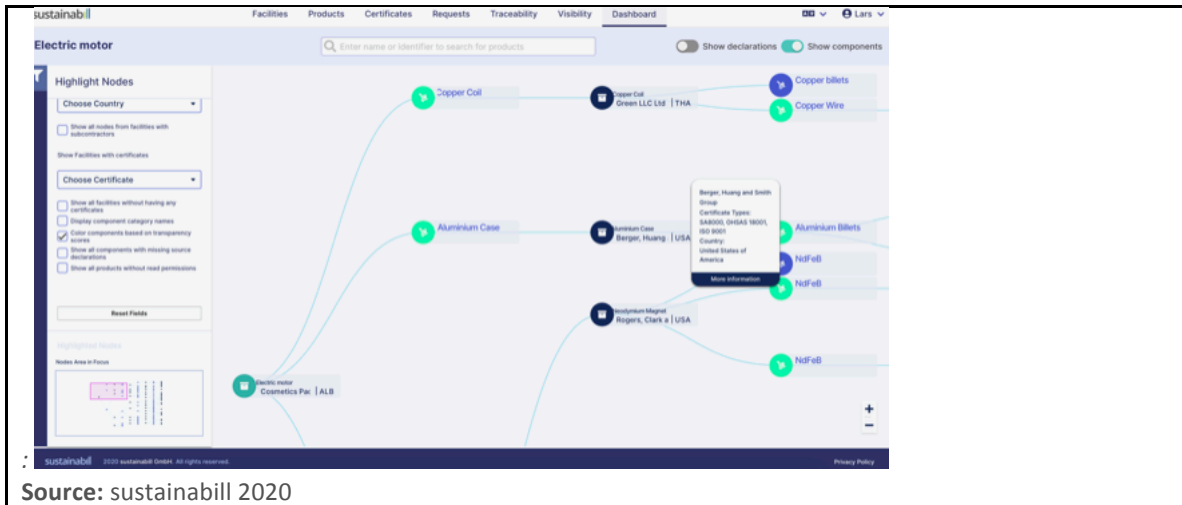 sustainabill
Facilities Products Certificates Requests Traceability Visibility Dashboard
Lars
Electric motor
Enter name or identifier to search for products
Show declarations
Show components
Highlight Nodes
Choose Country
Show all nodes from facilities with
subcontractors
Show Facilities with certificates
Choose Certificate
Show all facilities without having any
certificates
Display component category names
Color components based on transparency
scores
Show all components with missing source
declarations
Show all products without read permissions
Reset Fields
Highlighted Nodes
Nodes Area in Focus
Electric motor
Cosmetics Pac | ALB
Copper Coil
Aluminium Case
Copper Coil
Green LLC Ltd | THA
Aluminium Case
Berger, Huang | USA
Neodymium Magnet
Rogers, Clark a | USA
Berger, Huang and Smith
Group
Certificate Types:
SA8000, OHSAS 18001,
ISO 9001
Country:
United States of
America
More information
Copper billets
Copper Wire
Aluminium Billets
NdFeB
NdFeB
NdFeB
+
−
:
sustainabill 2020 sustainabill GmbH. All rights reserved.
Privacy Policy
Source: sustainabill 2020